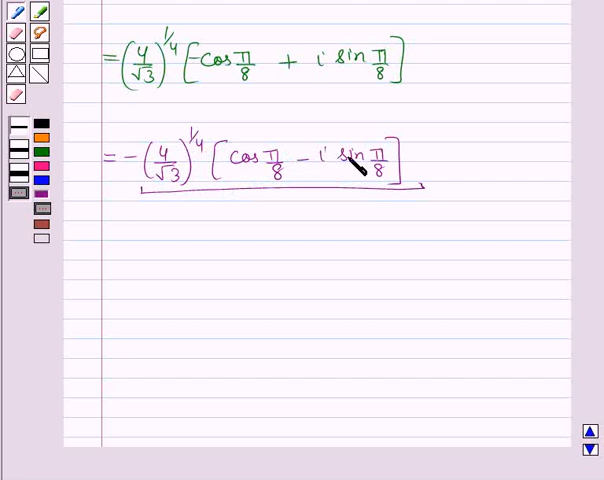 = (4/√3)^1/4 [-cos π/8 + i sin π/8]
= - (4/√3)^1/4 [cos π/8 - i sin π/8]